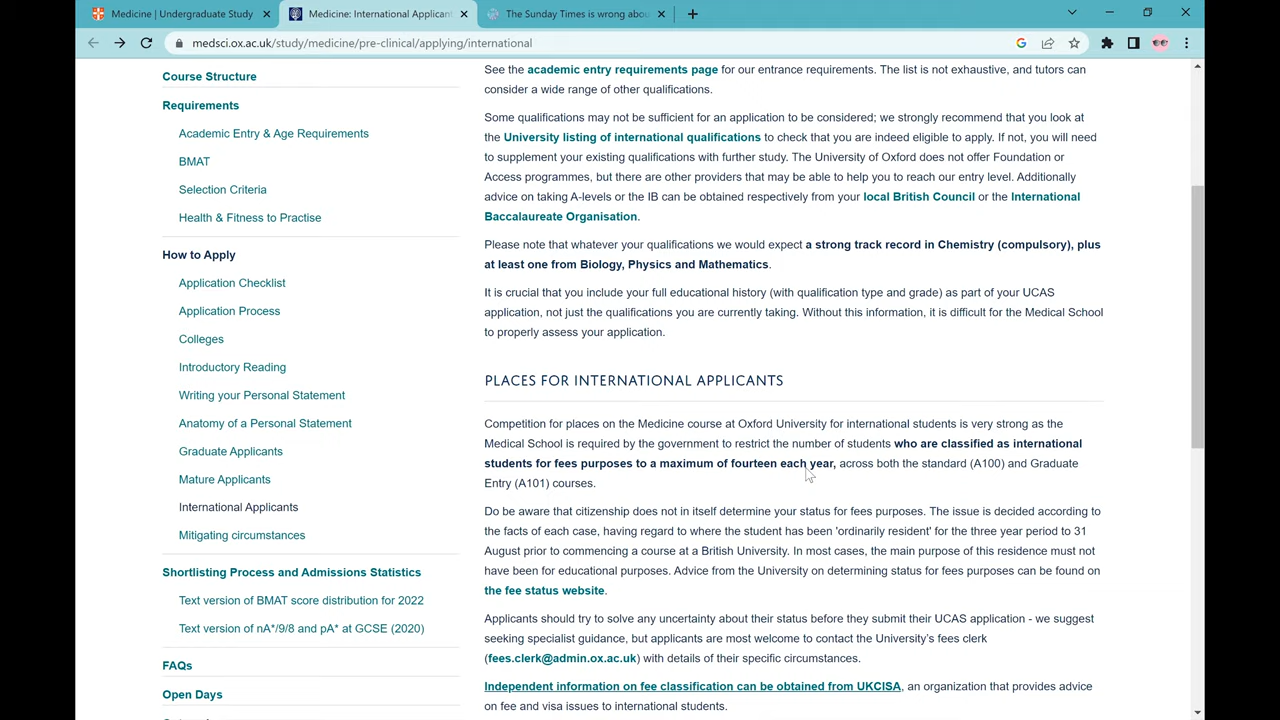 Medicine | Undergraduate Study
Medicine: International Applicant
The Sunday Times is wrong abou
medsci.ox.ac.uk/study/medicine/pre-clinical/applying/international
Course Structure
Requirements
Academic Entry & Age Requirements
BMAT
Selection Criteria
Health & Fitness to Practise
How to Apply
Application Checklist
Application Process
Colleges
Introductory Reading
Writing your Personal Statement
Anatomy of a Personal Statement
Graduate Applicants
Mature Applicants
International Applicants
Mitigating circumstances
Shortlisting Process and Admissions Statistics
Text version of BMAT score distribution for 2022
Text version of nA*/9/8 and pA* at GCSE (2020)
FAQs
Open Days
See the academic entry requirements page for our entrance requirements. The list is not exhaustive, and tutors can
consider a wide range of other qualifications.
Some qualifications may not be sufficient for an application to be considered; we strongly recommend that you look at
the University listing of international qualifications to check that you are indeed eligible to apply. If not, you will need
to supplement your existing qualifications with further study. The University of Oxford does not offer Foundation or
Access programmes, but there are other providers that may be able to help you to reach our entry level. Additionally
advice on taking A-levels or the IB can be obtained respectively from your local British Council or the International
Baccalaureate Organisation.
Please note that whatever your qualifications we would expect a strong track record in Chemistry (compulsory), plus
at least one from Biology, Physics and Mathematics.
It is crucial that you include your full educational history (with qualification type and grade) as part of your UCAS
application, not just the qualifications you are currently taking. Without this information, it is difficult for the Medical School
to properly assess your application.
PLACES FOR INTERNATIONAL APPLICANTS
Competition for places on the Medicine course at Oxford University for international students is very strong as the
Medical School is required by the government to restrict the number of students who are classified as international
students for fees purposes to a maximum of fourteen each year, across both the standard (A100) and Graduate
Entry (A101) courses.
Do be aware that citizenship does not in itself determine your status for fees purposes. The issue is decided according to
the facts of each case, having regard to where the student has been 'ordinarily resident' for the three year period to 31
August prior to commencing a course at a British University. In most cases, the main purpose of this residence must not
have been for educational purposes. Advice from the University on determining status for fees purposes can be found on
the fee status website.
Applicants should try to solve any uncertainty about their status before they submit their UCAS application - we suggest
seeking specialist guidance, but applicants are most welcome to contact the University's fees clerk
(fees.clerk@admin.ox.ac.uk) with details of their specific circumstances.
Independent information on fee classification can be obtained from UKCISA, an organization that provides advice
on fee and visa issues to international students.